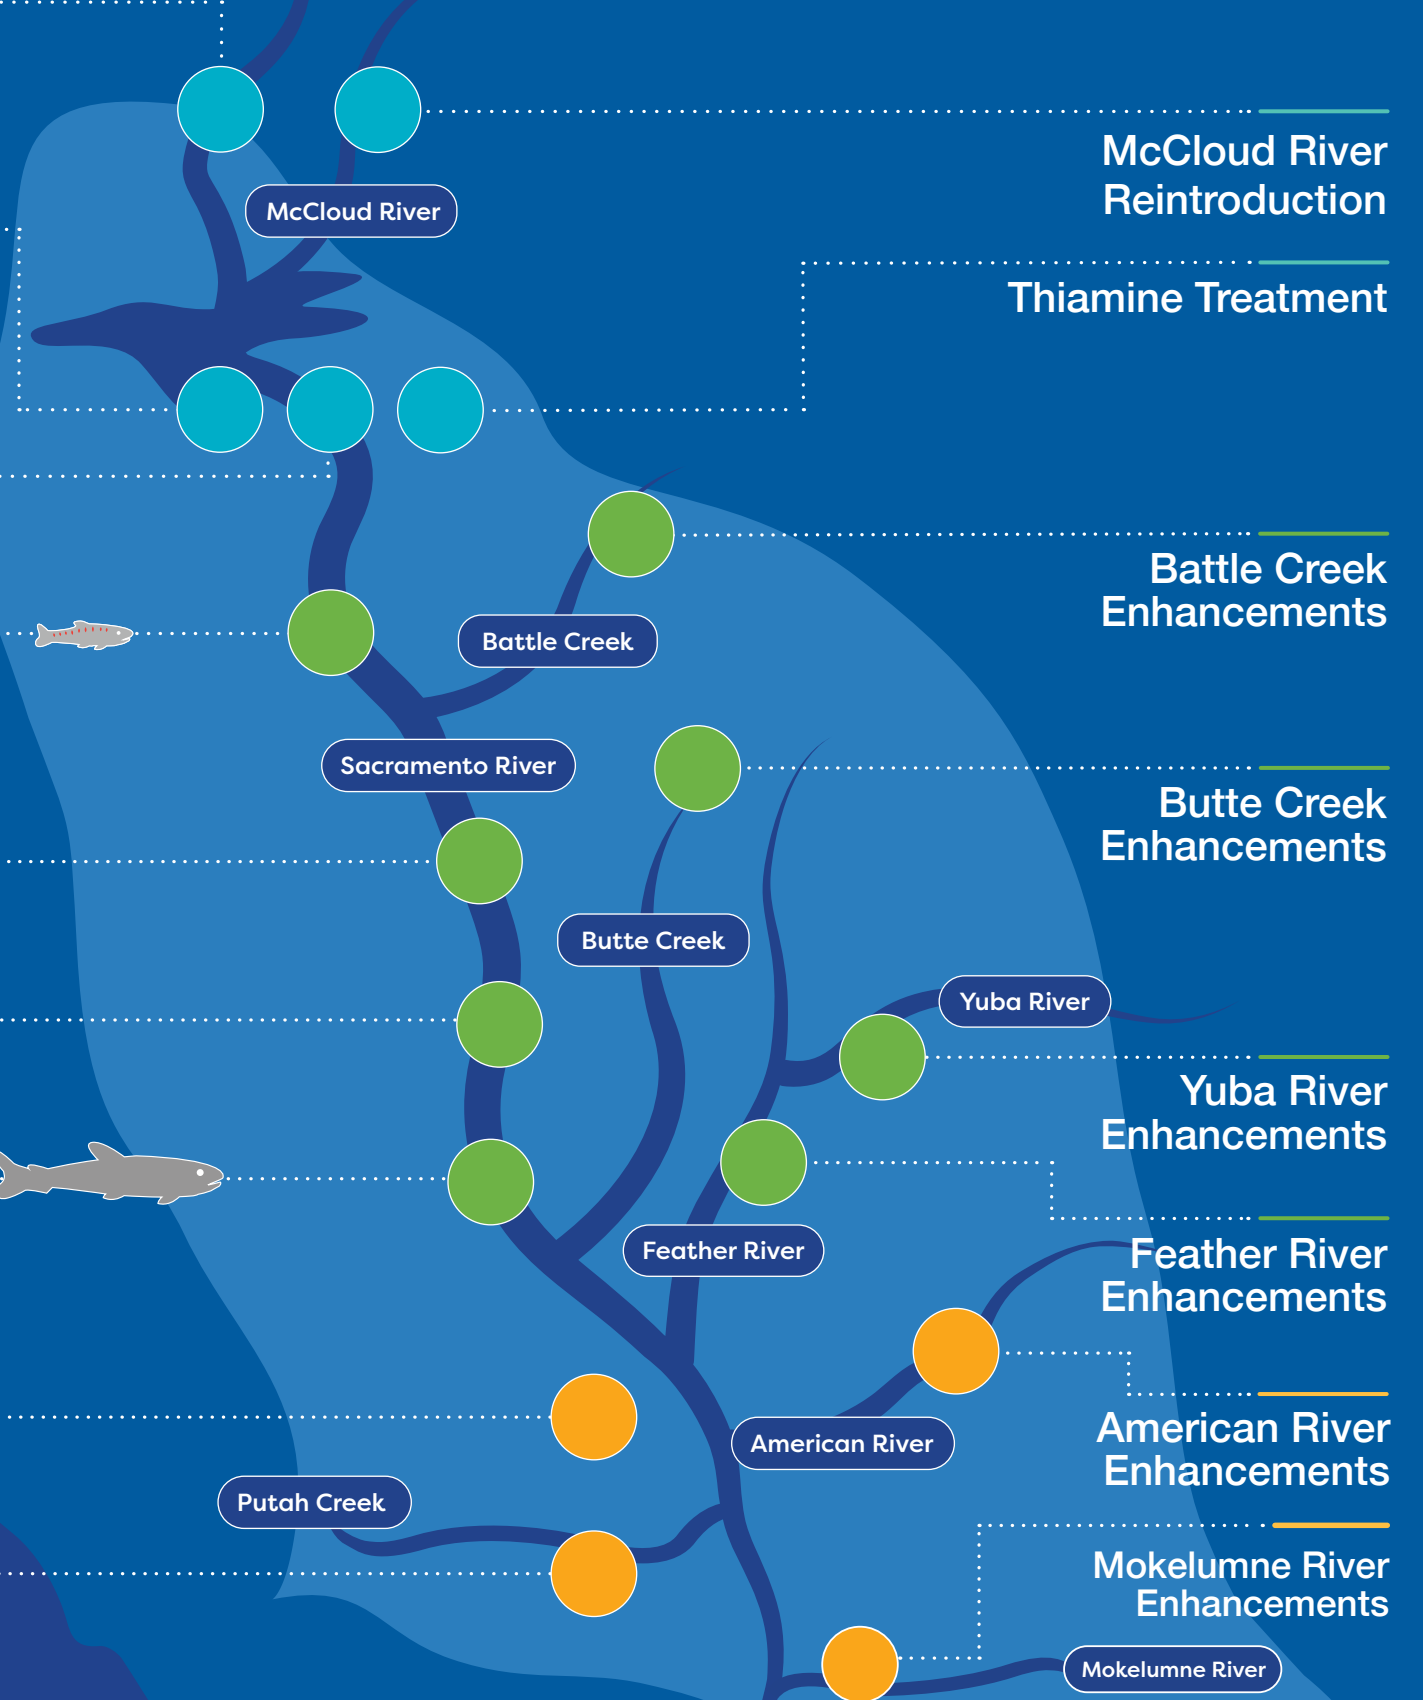 McCloud River
Reintroduction
McCloud River
Thiamine Treatment
Battle Creek
Enhancements
Battle Creek
Sacramento River
Butte Creek
Enhancements
Butte Creek
Yuba River
Yuba River
Enhancements
Feather River
Feather River
Enhancements
American River
Enhancements
American River
Putah Creek
Mokelumne River
Enhancements
Mokelumne River